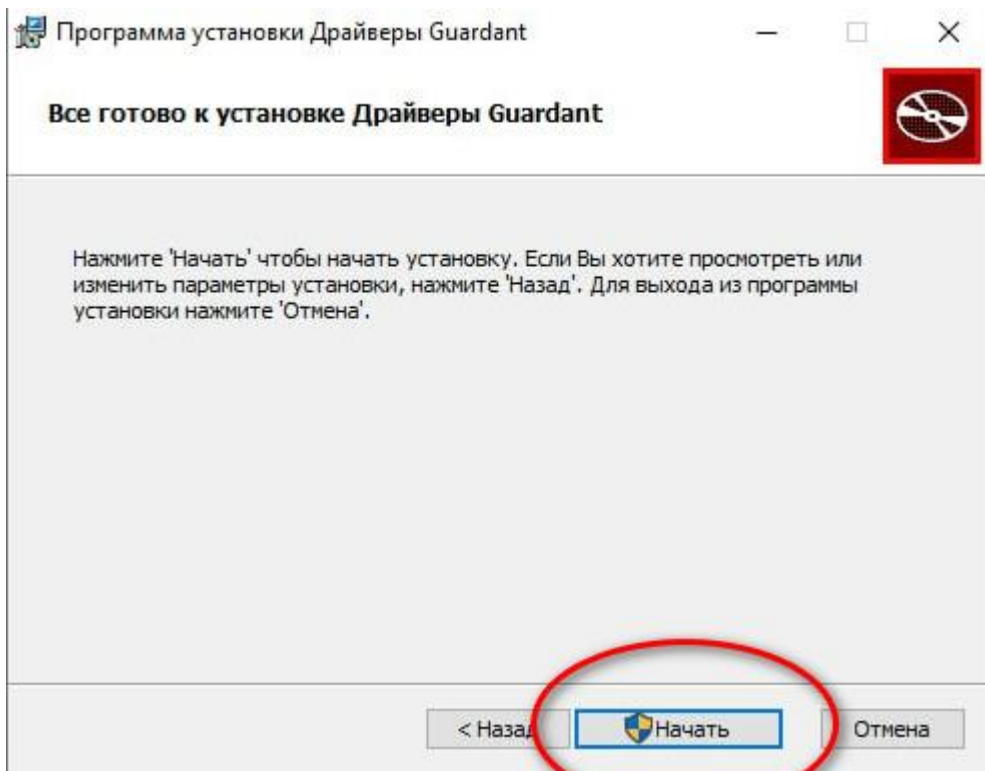 Программа установки Драйверы Guardant
Все готово к установке Драйверы Guardant
Нажмите 'Начать' чтобы начать установку. Если Вы хотите просмотреть или
изменить параметры установки, нажмите 'Назад'. Для выхода из программы
установки нажмите 'Отмена'.
< Назад
Начать
Отмена